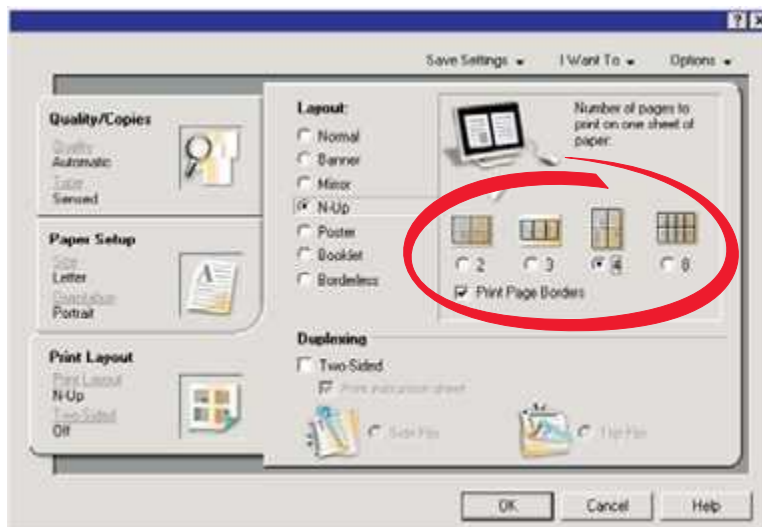 Save Settings I Want To Options
Quality/Copies
Quality
Automatic
Type
Sensed
Paper Setup
Size
Letter
Orientation
Portrait
Print Layout
Print Layout
N-Up
Two-Sided
Off
Layout:
Normal
Banner
Mirror
N-Up
Poster
Booklet
Borderless
Number of pages to
print on one sheet of
paper:
2 3 4 8
Print Page Borders
Duplexing
Two-Sided
Print instruction sheet
Side Flip Top Flip
OK Cancel Help